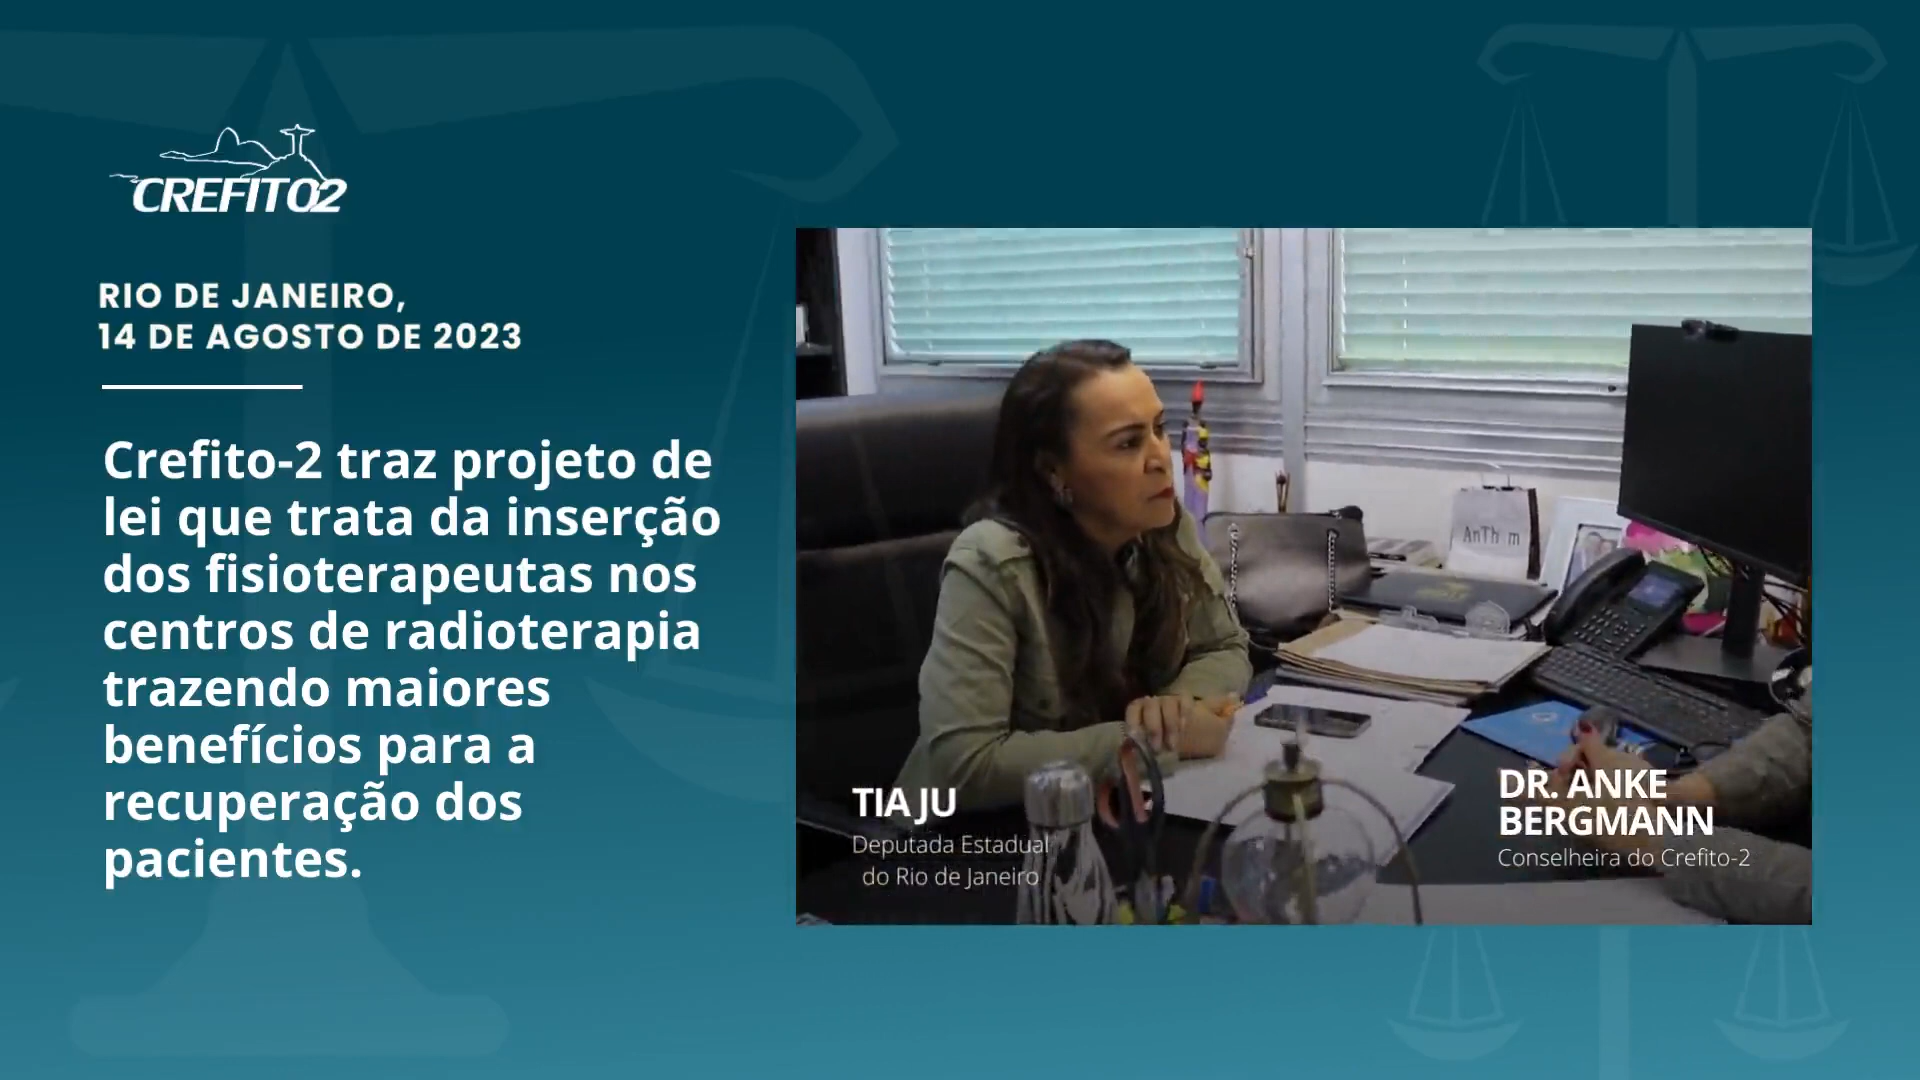 CREFITO2
RIO DE JANEIRO,
14 DE AGOSTO DE 2023
Crefito-2 traz projeto de
lei que trata da inserção
dos fisioterapeutas nos
centros de radioterapia
trazendo maiores
benefícios para a
recuperação dos
pacientes.
AnTh m
TIA JU
Deputada Estadual
do Rio de Janeiro
DR. ANKE
BERGMANN
Conselheira do Crefito-2